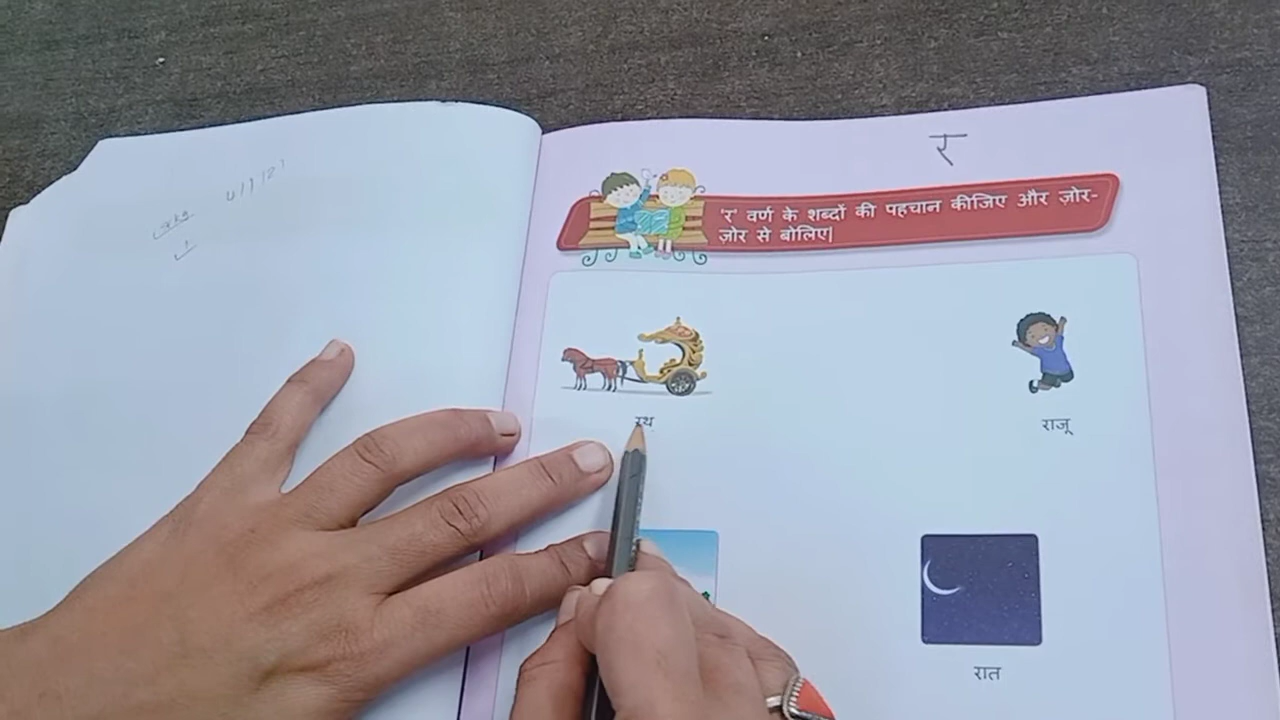 र
'र' वर्ण के शब्दों की पहचान कीजिए और ज़ोर-
ज़ोर से बोलिए|
रथ
राजू
रात